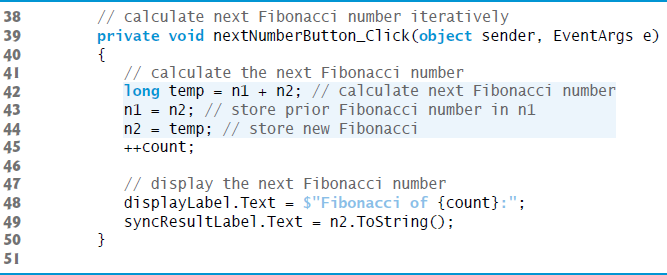 38 // calculate next Fibonacci number iteratively
39 private void nextNumberButton_Click(object sender, EventArgs e)
40 {
41 // calculate the next Fibonacci number
42 long temp = n1 + n2; // calculate next Fibonacci number
43 n1 = n2; // store prior Fibonacci number in n1
44 n2 = temp; // store new Fibonacci
45 ++count;
46
47 // display the next Fibonacci number
48 displayLabel.Text = $"Fibonacci of {count}:";
49 syncResultLabel.Text = n2.ToString();
50 }
51